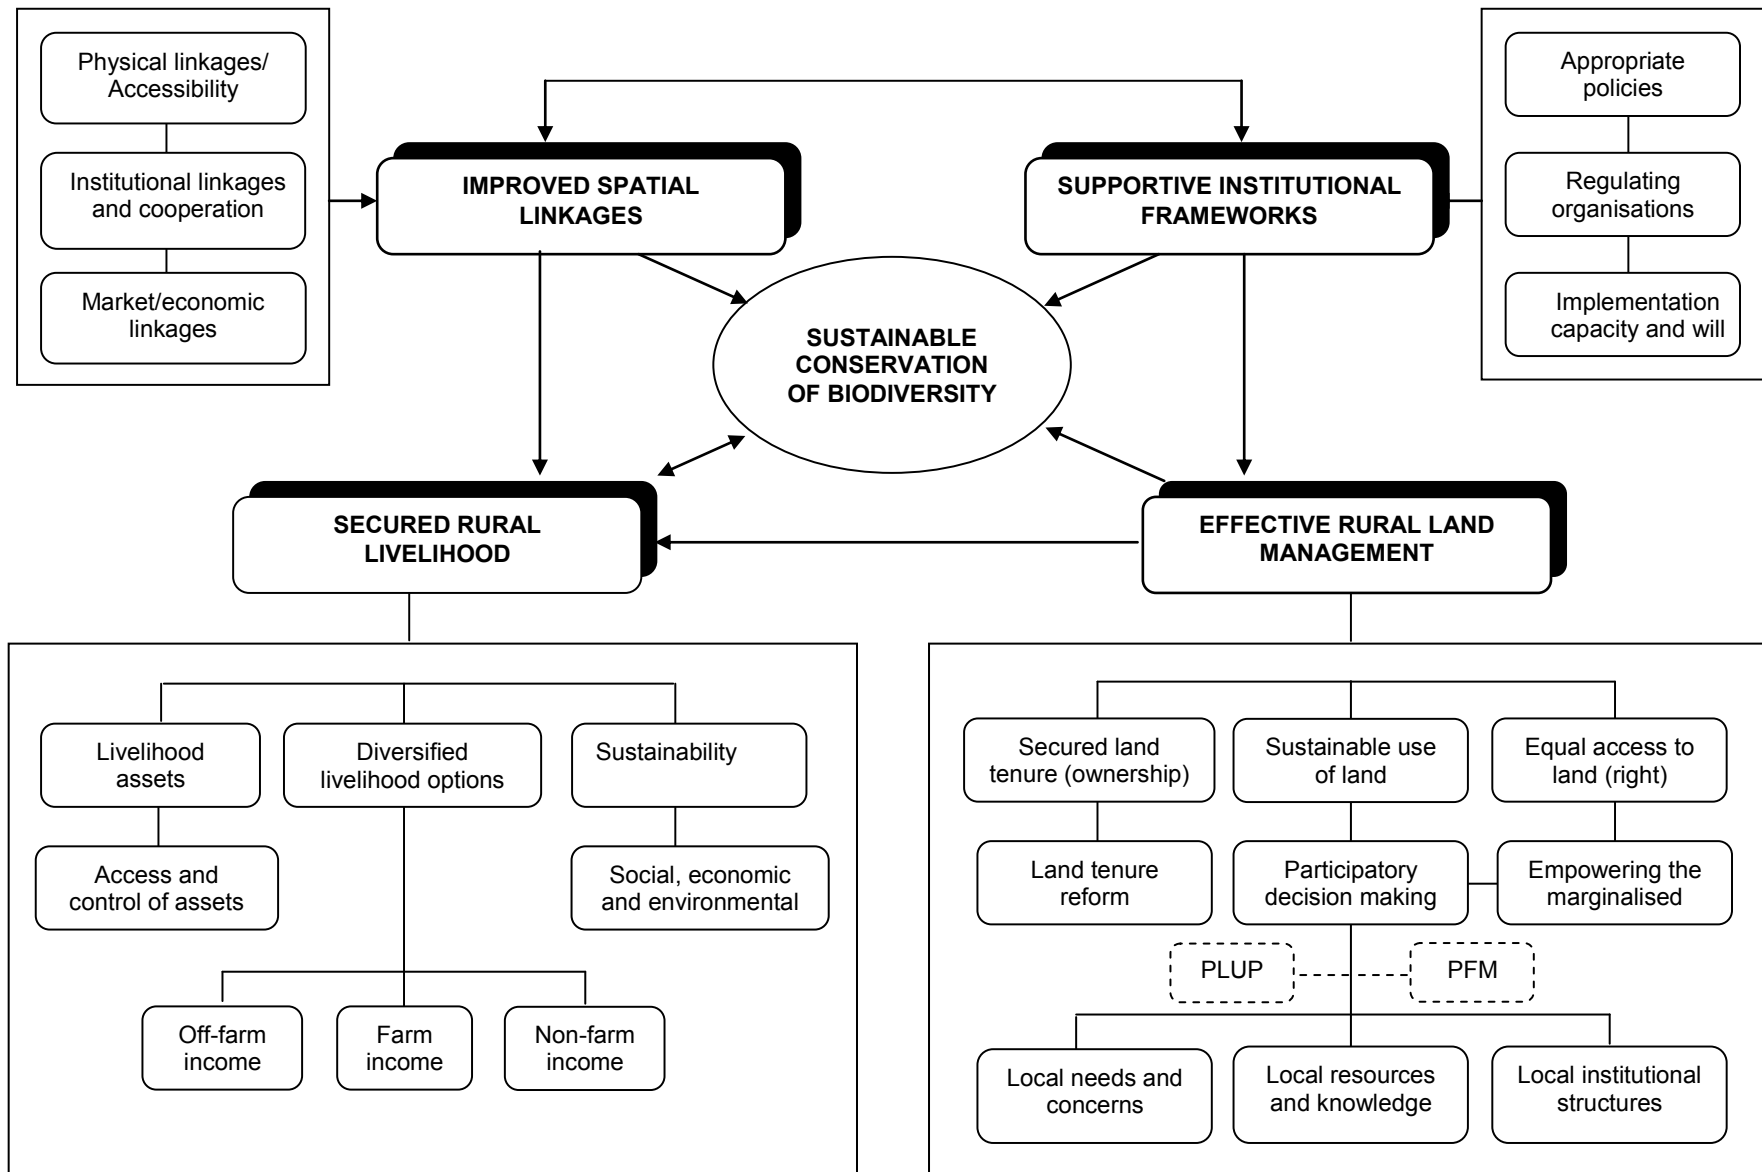 Physical linkages/
Accessibility
Institutional linkages
and cooperation
Market/economic
linkages
IMPROVED SPATIAL
LINKAGES
SUPPORTIVE INSTITUTIONAL
FRAMEWORKS
Appropriate
policies
Regulating
organisations
Implementation
capacity and will
SUSTAINABLE
CONSERVATION
OF BIODIVERSITY
SECURED RURAL
LIVELIHOOD
EFFECTIVE RURAL LAND
MANAGEMENT
Livelihood
assets
Diversified
livelihood options
Sustainability
Access and
control of assets
Social, economic
and environmental
Off-farm
income
Farm
income
Non-farm
income
Secured land
tenure (ownership)
Sustainable use
of land
Equal access to
land (right)
Land tenure
reform
Participatory
decision making
Empowering the
marginalised
PLUP
PFM
Local needs and
concerns
Local resources
and knowledge
Local institutional
structures